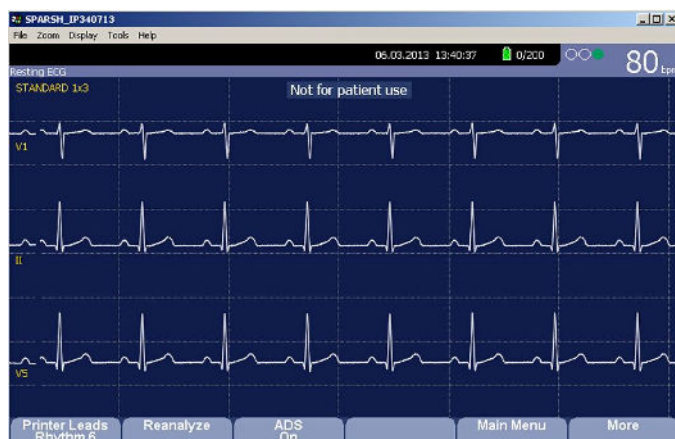 SPARSH_IP340713
File Zoom Display Tools Help
06.03.2013 13:40:37 0/200 80 bpm
Resting ECG
STANDARD 1x3
Not for patient use
V1
II
V5
Printer Leads Reanalyze ADS Main Menu More
Rhythm 6 On